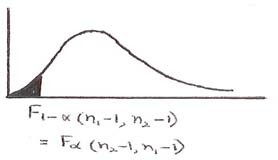 F1-α (n1-1, n2-1)
= Fα (n2-1, n1-1)